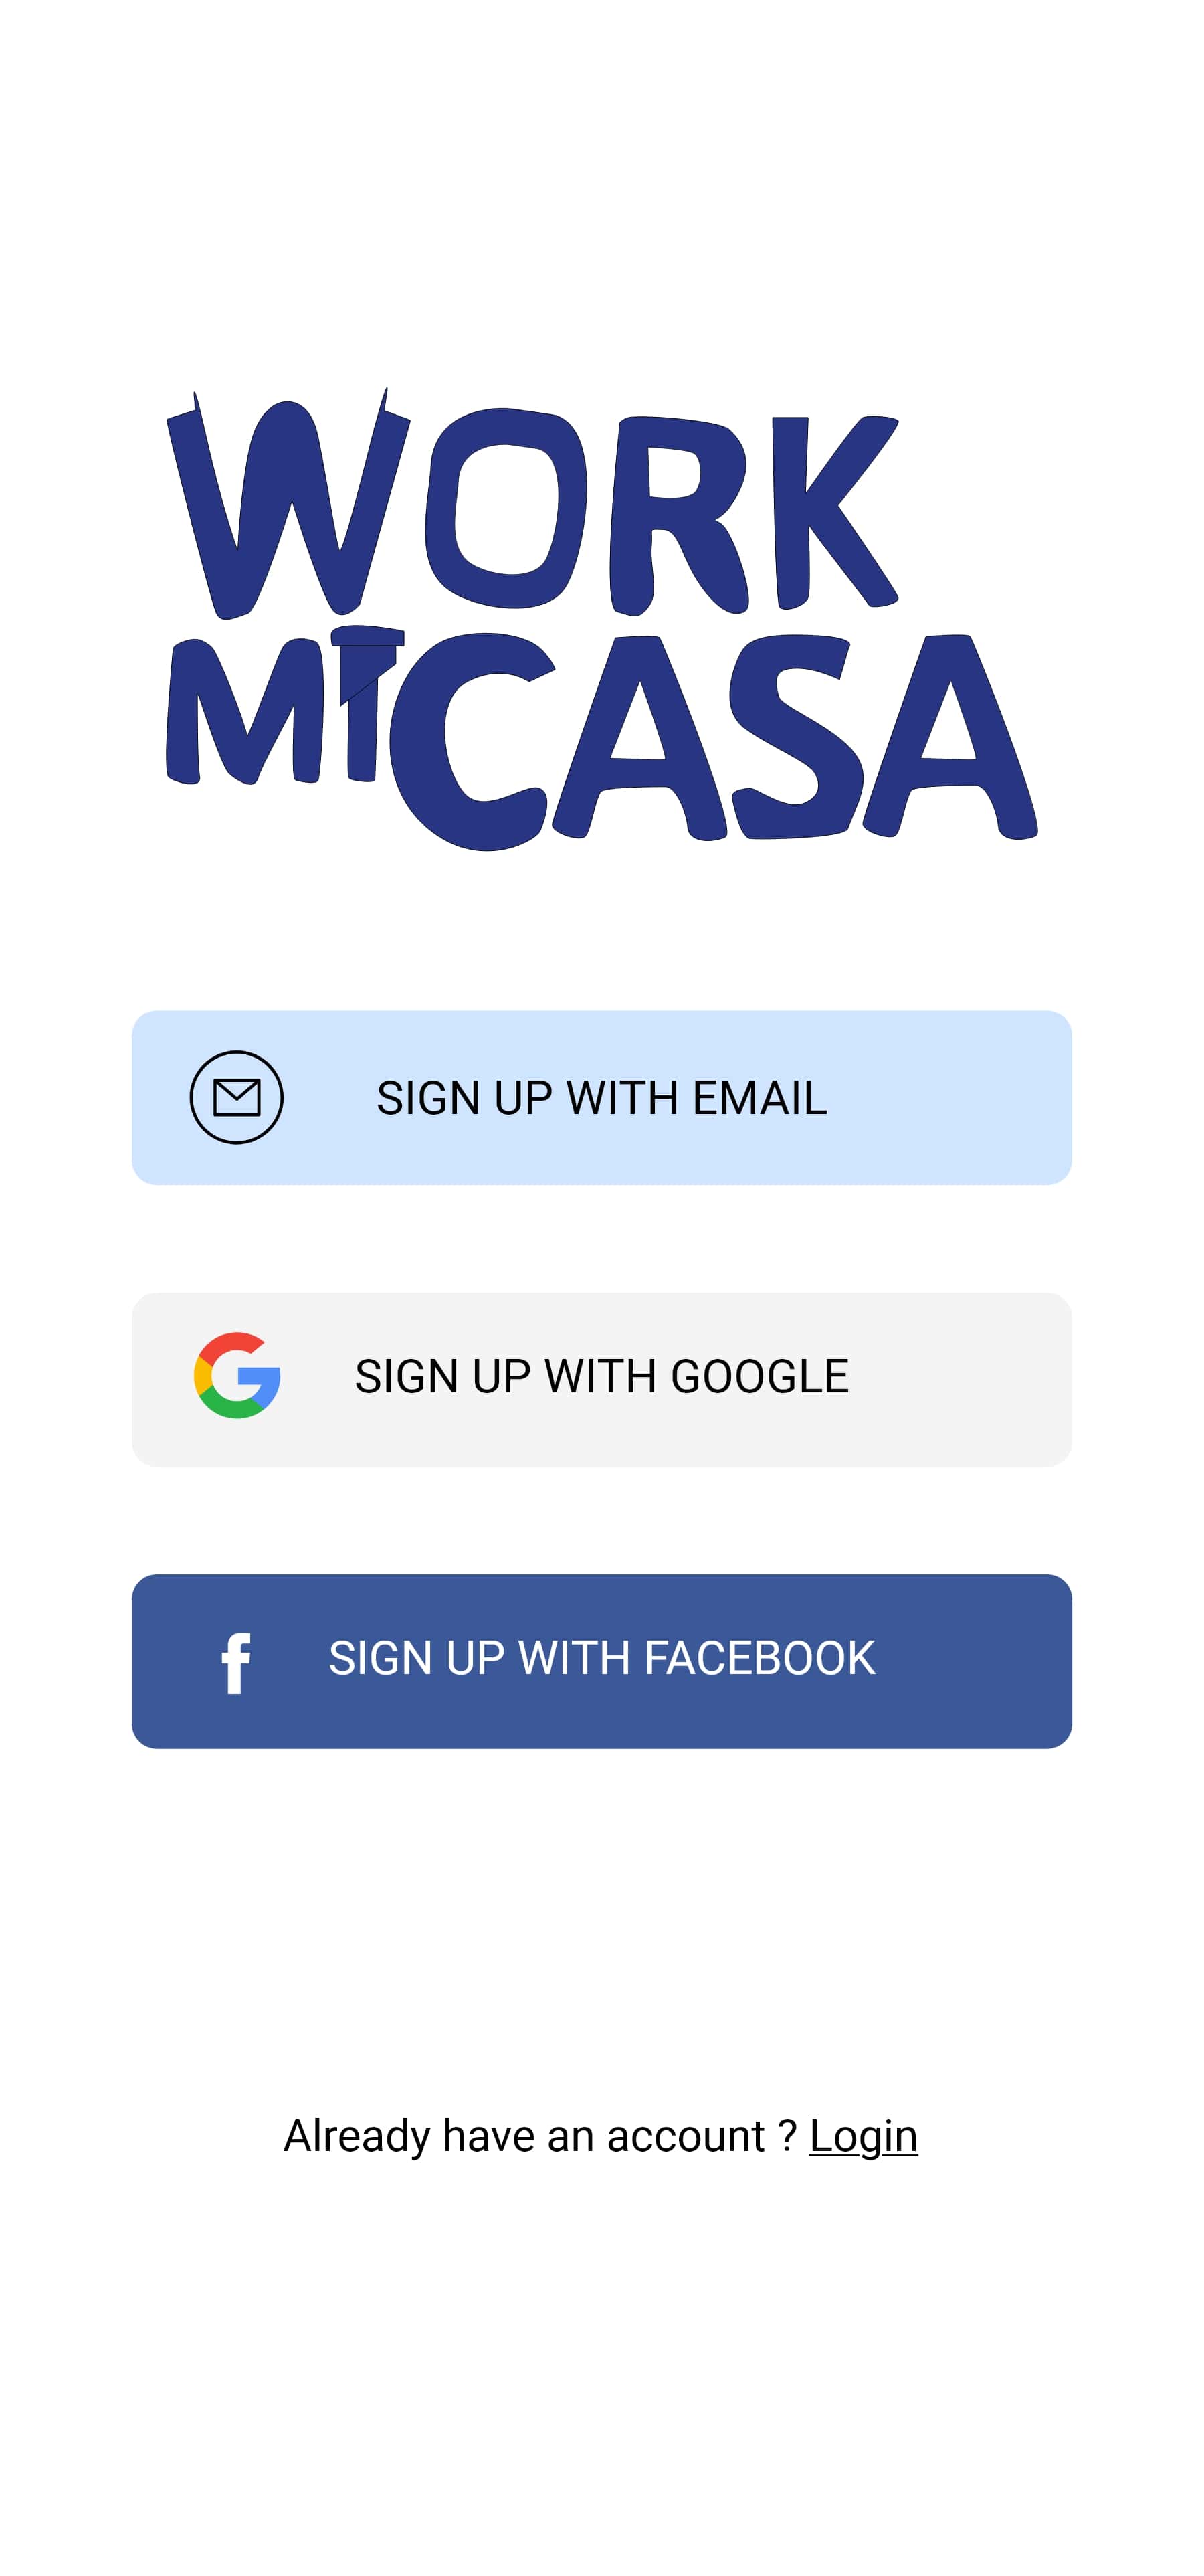 WORK
MICASA
SIGN UP WITH EMAIL
SIGN UP WITH GOOGLE
SIGN UP WITH FACEBOOK
Already have an account ? Login